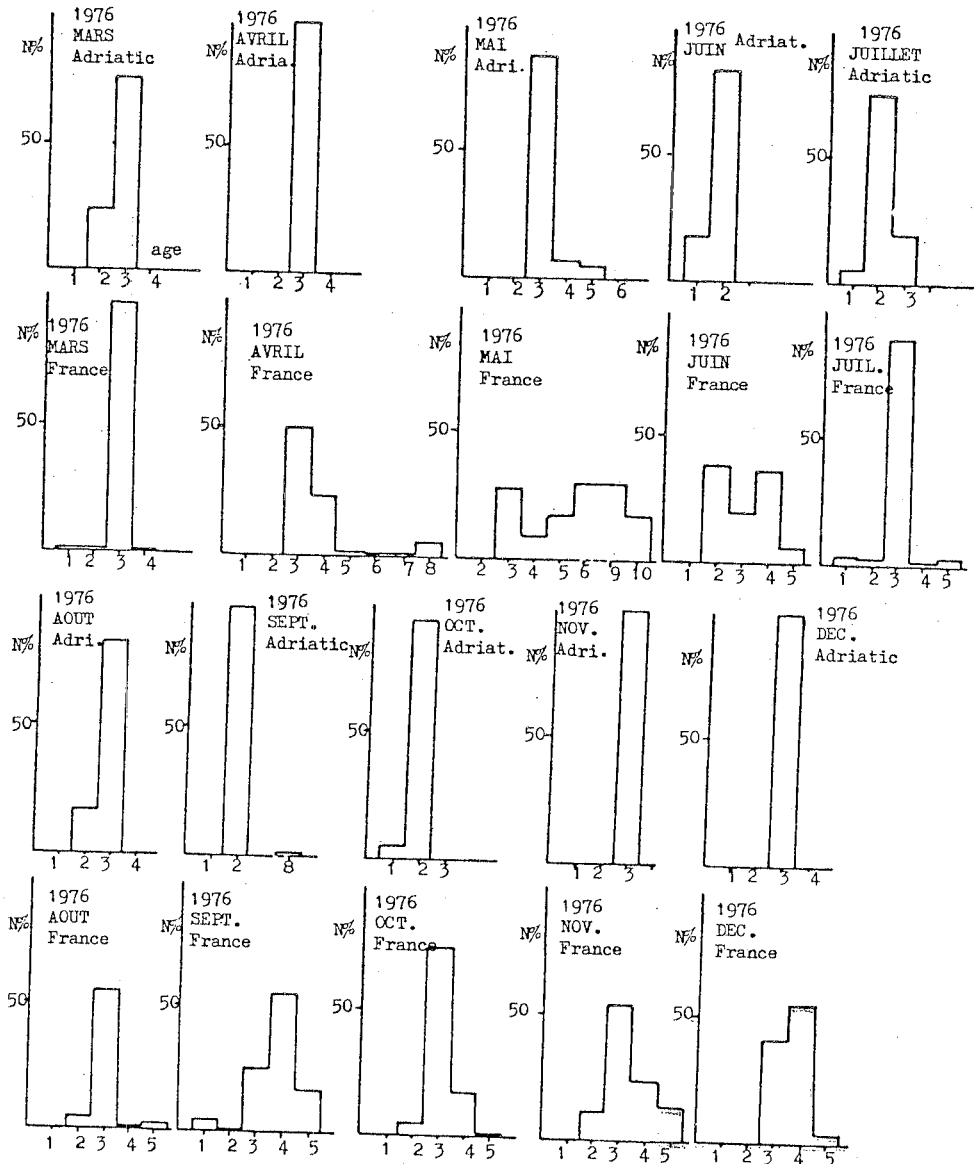 1976
MARS
Adriatic
N%
50
age
1 2 3 4
1976
AVRIL
Adria.
N%
50
1 2 3 4
1976
MAI
Adri.
N%
50
1 2 3 4 5 6
1976
JUIN Adriat.
N%
50
1 2
1976
JUILLET
Adriatic
N%
50
1 2 3
1976
MARS
France
N%
50
1 2 3 4
1976
AVRIL
France
N%
50
1 2 3 4 5 6 7 8
1976
MAI
France
N%
50
2 3 4 5 6 9 10
1976
JUIN
France
N%
50
1 2 3 4 5
1976
JUIL.
France
N%
50
1 2 3 4 5
1976
AOUT
Adri.
N%
50
1 2 3 4
1976
SEPT.
Adriatic
N%
50
1 2 8
1976
OCT.
Adriat.
N%
50
1 2 3
1976
NOV.
Adri.
N%
50
1 2 3
1976
DEC.
Adriatic
N%
50
1 2 3 4
1976
AOUT
France
N%
50
1 2 3 4 5
1976
SEPT.
France
N%
50
1 2 3 4 5
1976
OCT.
France
N%
50
1 2 3 4 5
1976
NOV.
France
N%
50
1 2 3 4 5
1976
DEC.
France
N%
50
1 2 3 4 5